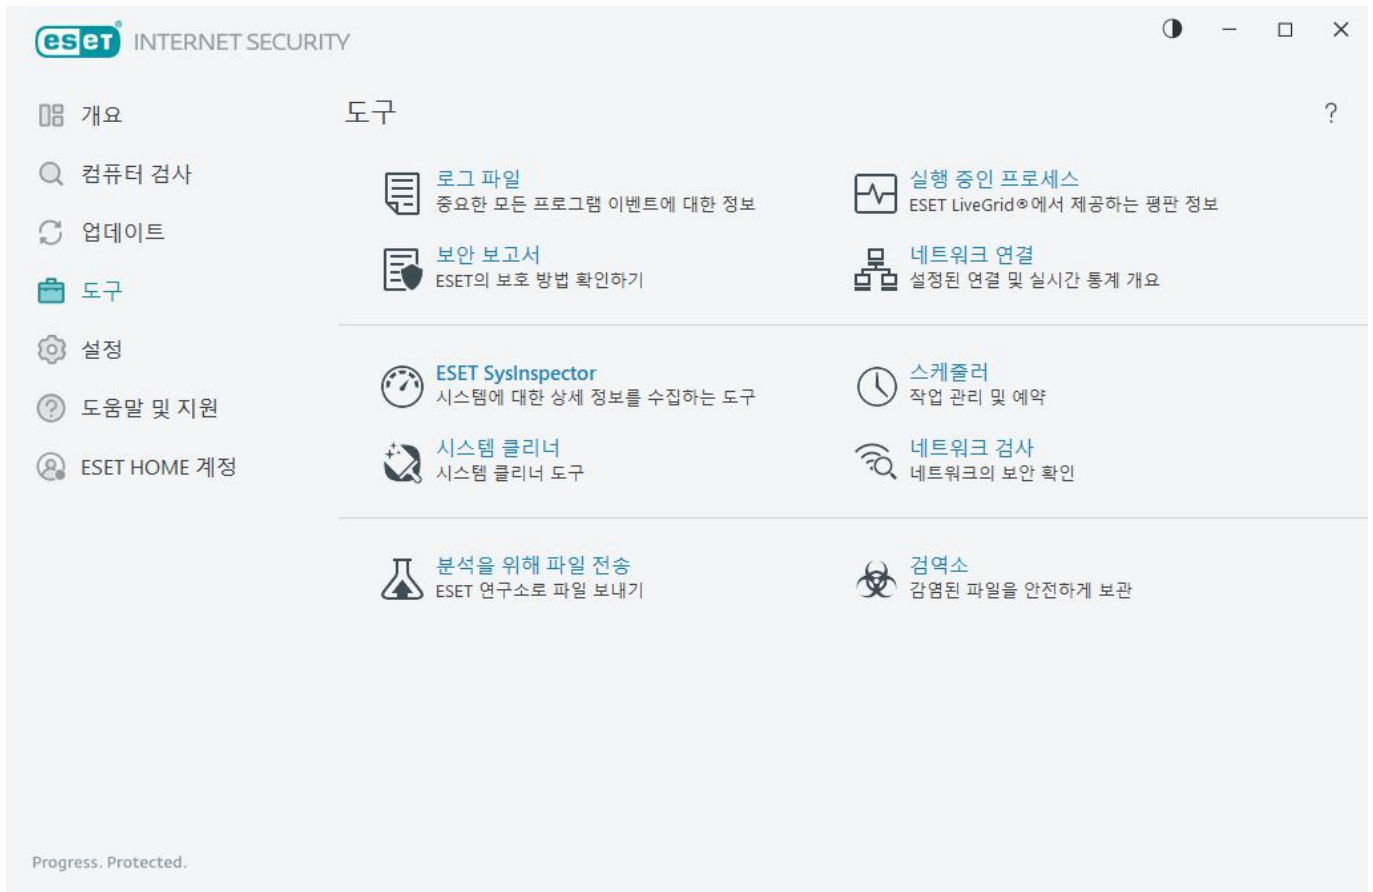 eseT® INTERNET SECURITY
개요
컴퓨터 검사
업데이트
도구
설정
도움말 및 지원
ESET HOME 계정
도구
?
로그 파일
중요한 모든 프로그램 이벤트에 대한 정보
실행 중인 프로세스
ESET LiveGrid®에서 제공하는 평판 정보
보안 보고서
ESET의 보호 방법 확인하기
네트워크 연결
설정된 연결 및 실시간 통계 개요
ESET SysInspector
시스템에 대한 상세 정보를 수집하는 도구
스케줄러
작업 관리 및 예약
시스템 클리너
시스템 클리너 도구
네트워크 검사
네트워크의 보안 확인
분석을 위해 파일 전송
ESET 연구소로 파일 보내기
검역소
감염된 파일을 안전하게 보관
Progress. Protected.